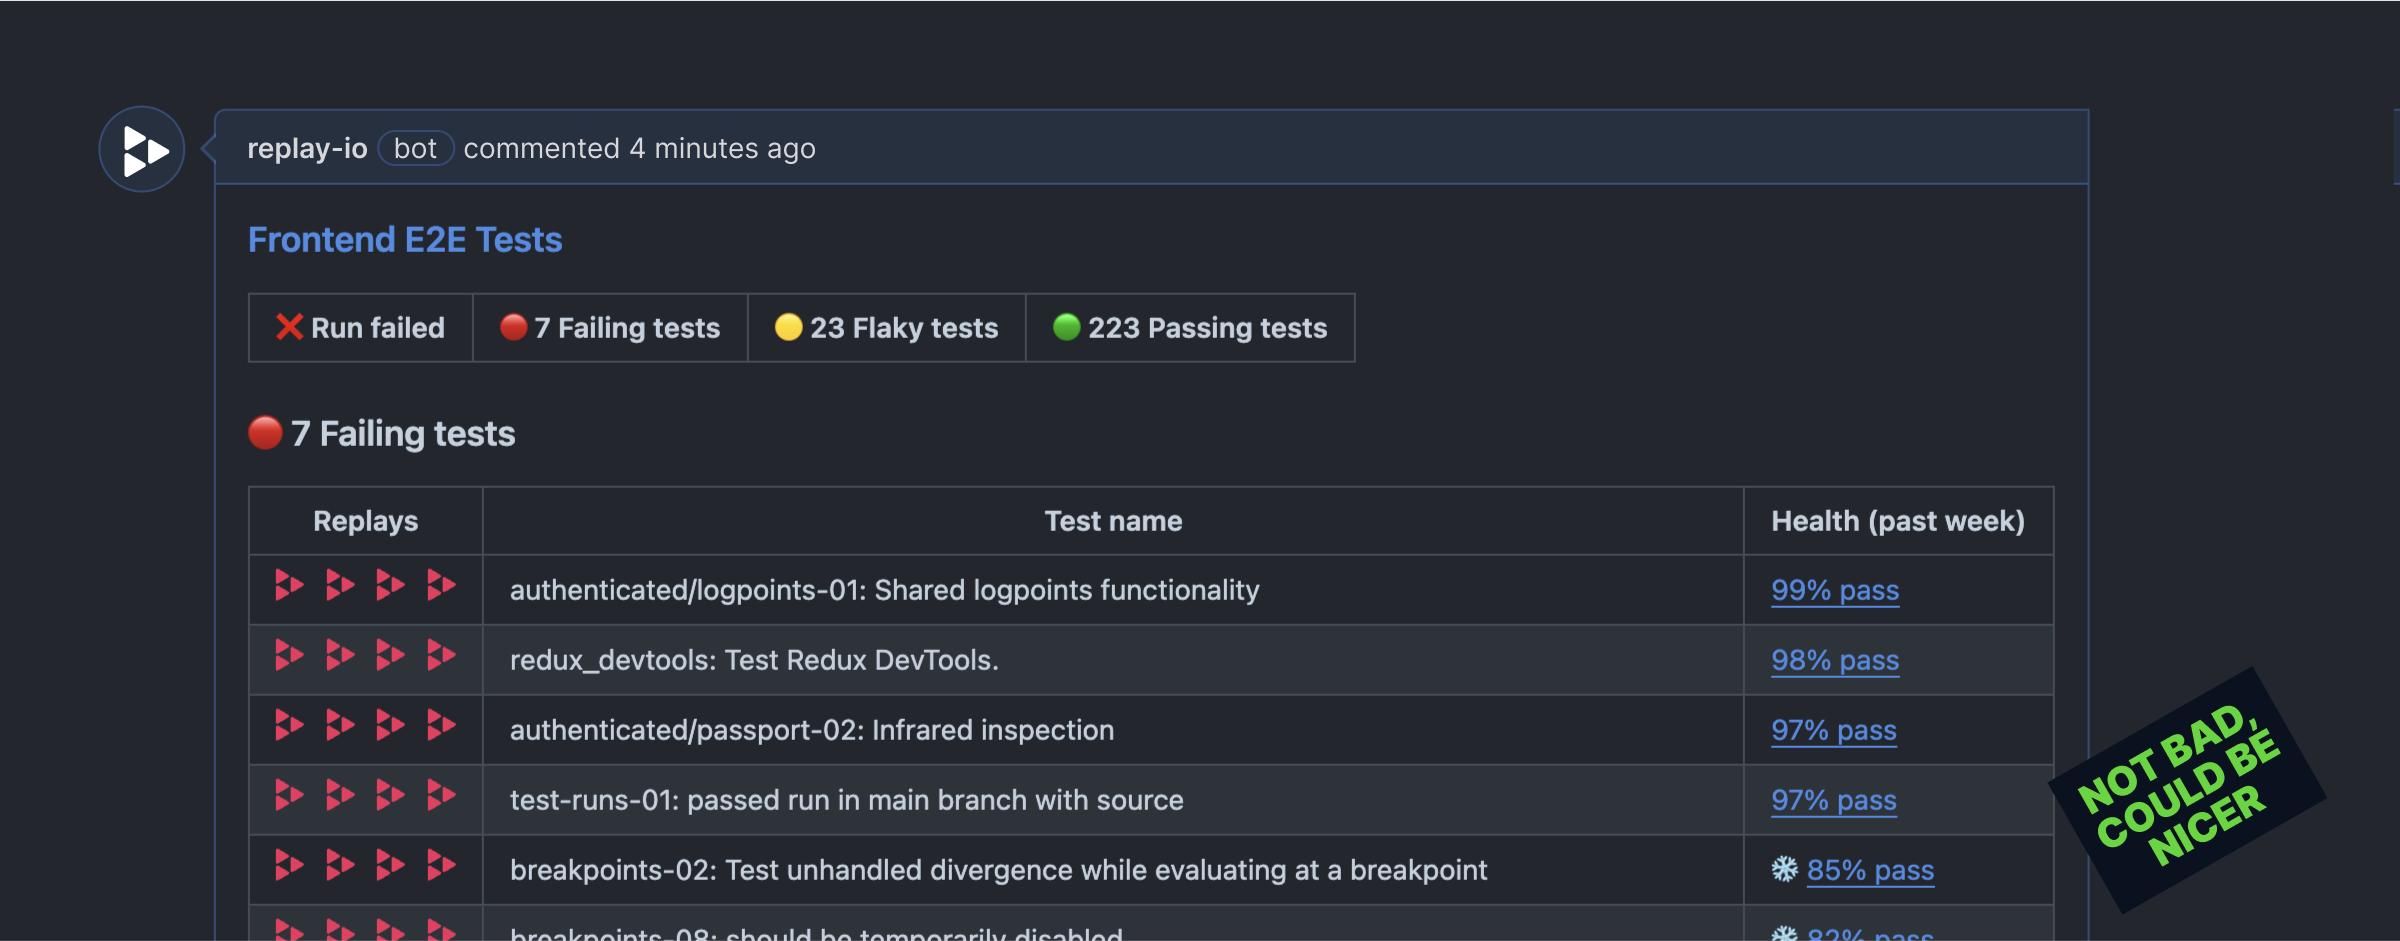 replay-io bot commented 4 minutes ago
Frontend E2E Tests
❌ Run failed 🔴 7 Failing tests 🟡 23 Flaky tests 🟢 223 Passing tests
🔴 7 Failing tests
Replays Test name Health (past week)
authenticated/logpoints-01: Shared logpoints functionality 99% pass
redux_devtools: Test Redux DevTools. 98% pass
authenticated/passport-02: Infrared inspection 97% pass
test-runs-01: passed run in main branch with source 97% pass
breakpoints-02: Test unhandled divergence while evaluating at a breakpoint ❄️ 85% pass
breakpoints-08: should be temporarily disabled ❄️ 82% pass
NOT BAD,
COULD BE
NICER